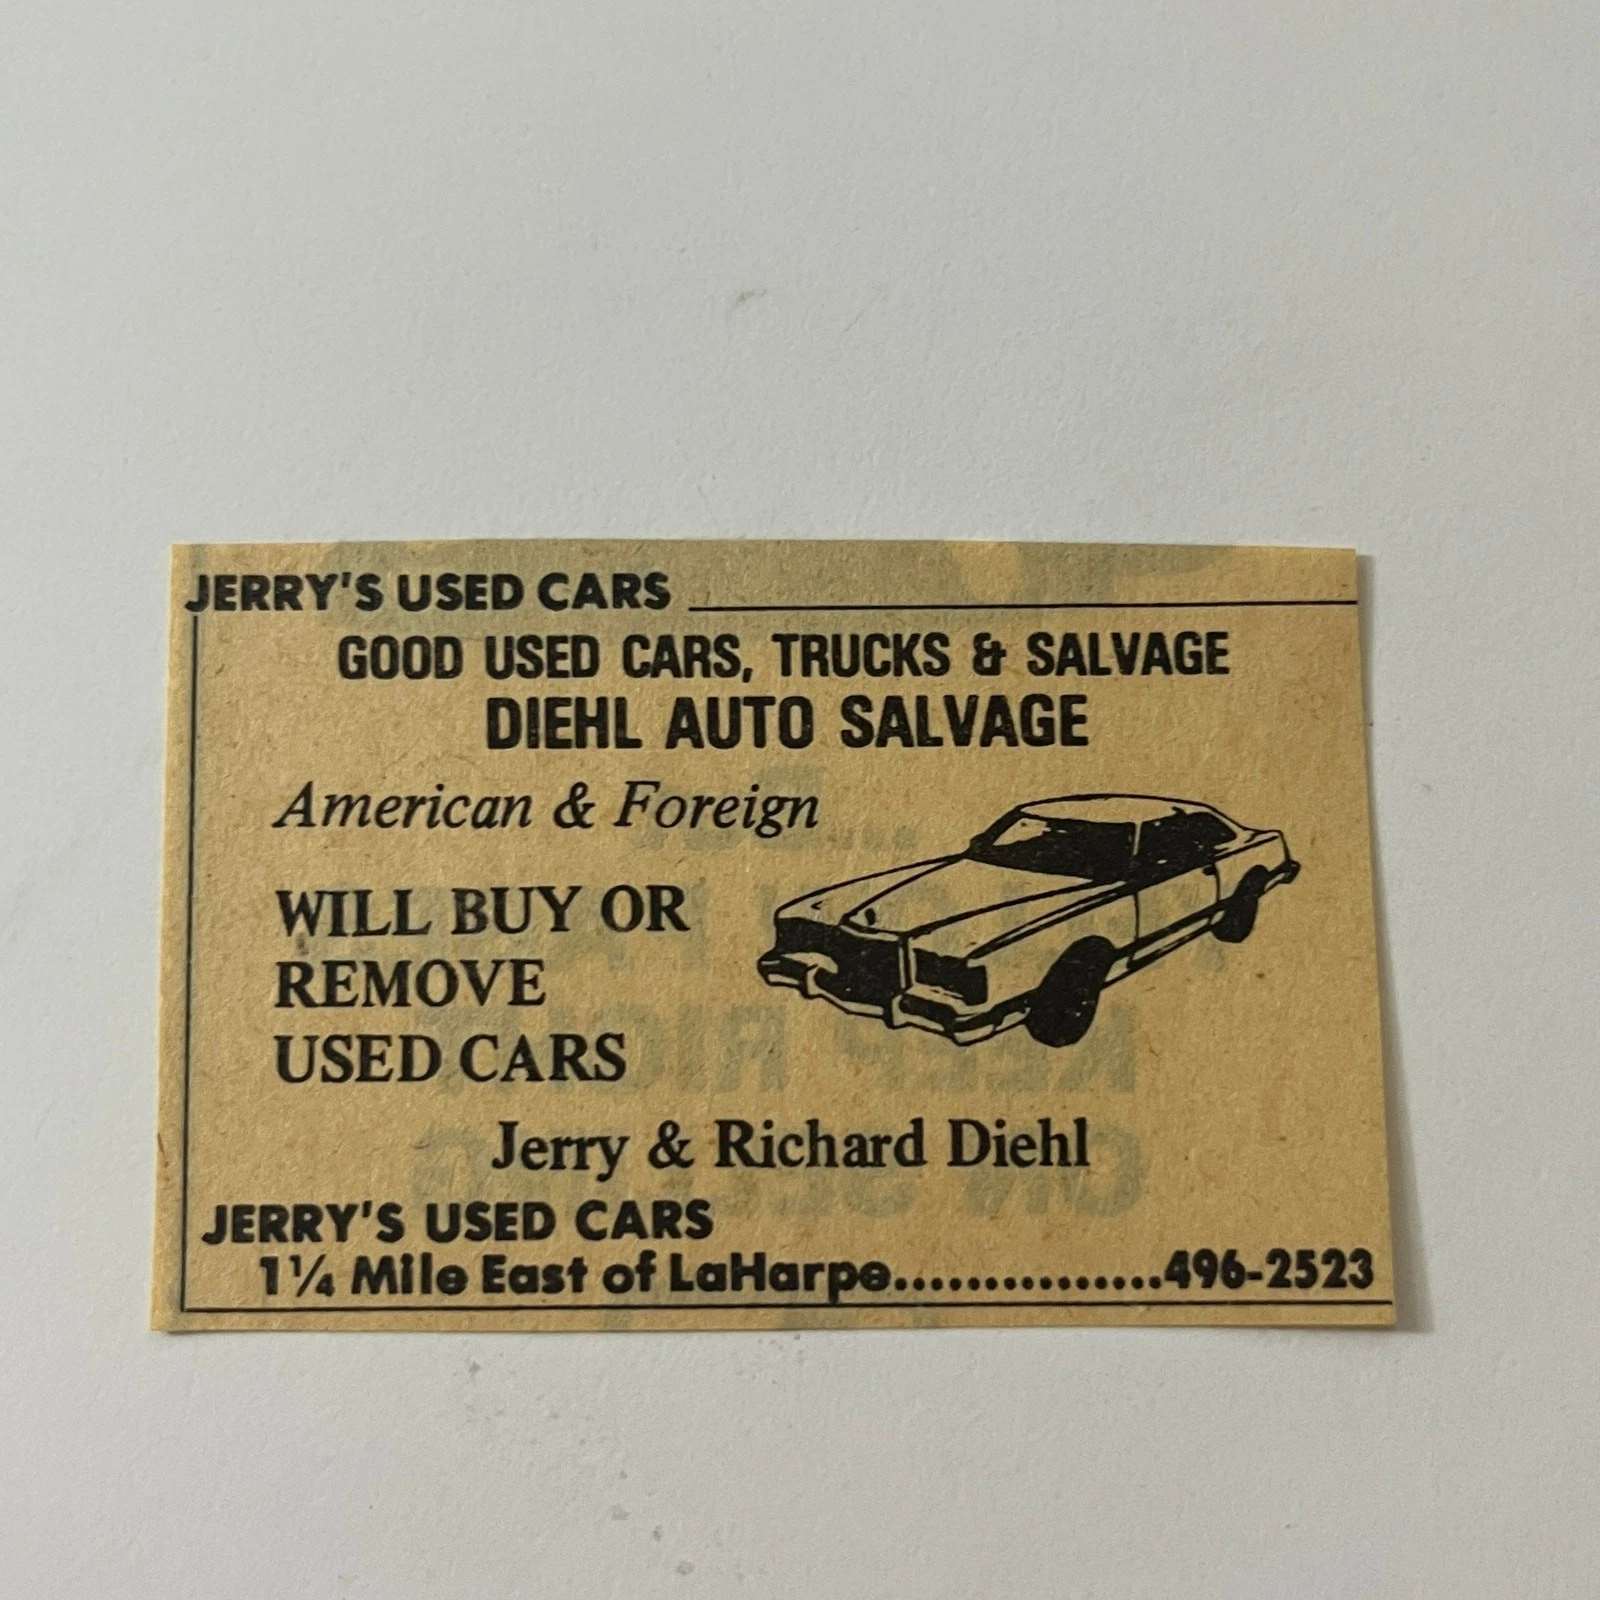 JERRY'S USED CARS
GOOD USED CARS, TRUCKS & SALVAGE
DIEHL AUTO SALVAGE
American & Foreign
WILL BUY OR
REMOVE
USED CARS
Jerry & Richard Diehl
JERRY'S USED CARS
1¼ Mile East of LaHarpe...............496-2523